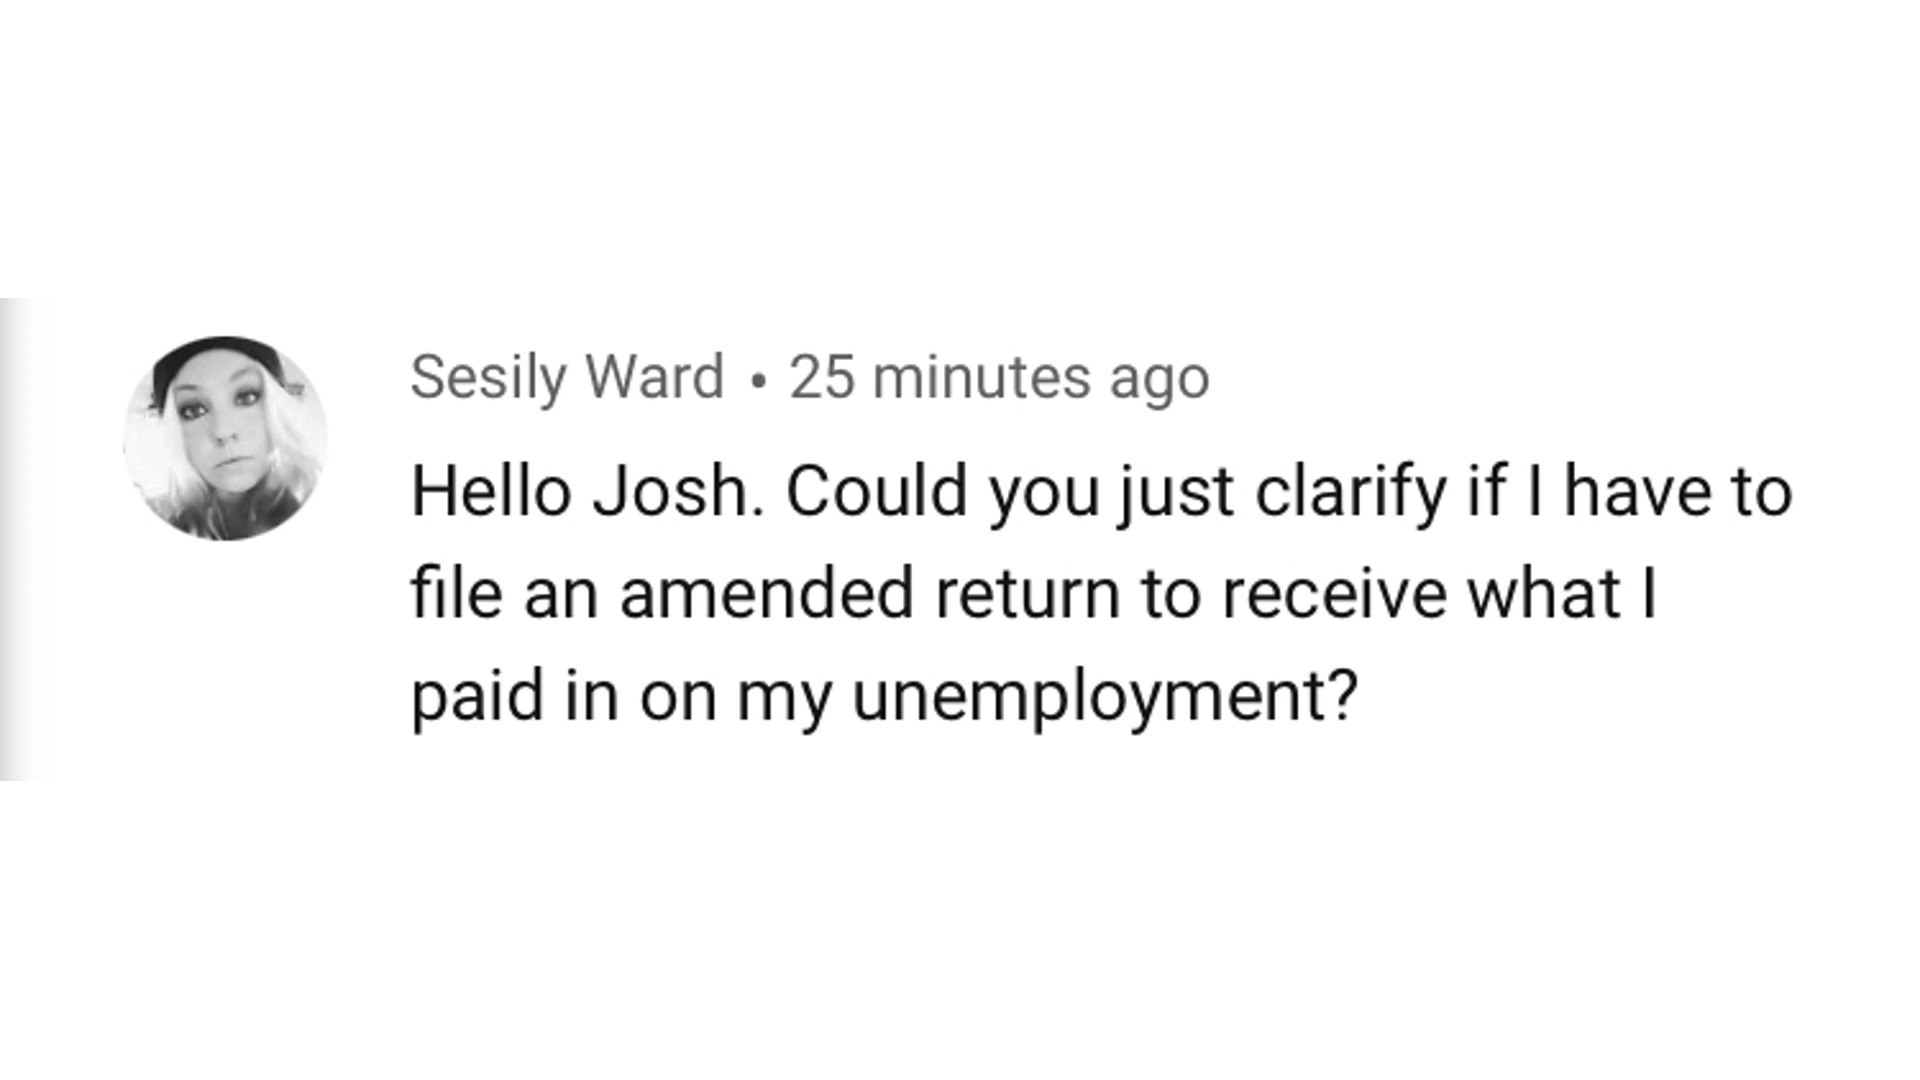 Sesily Ward • 25 minutes ago
Hello Josh. Could you just clarify if I have to
file an amended return to receive what I
paid in on my unemployment?